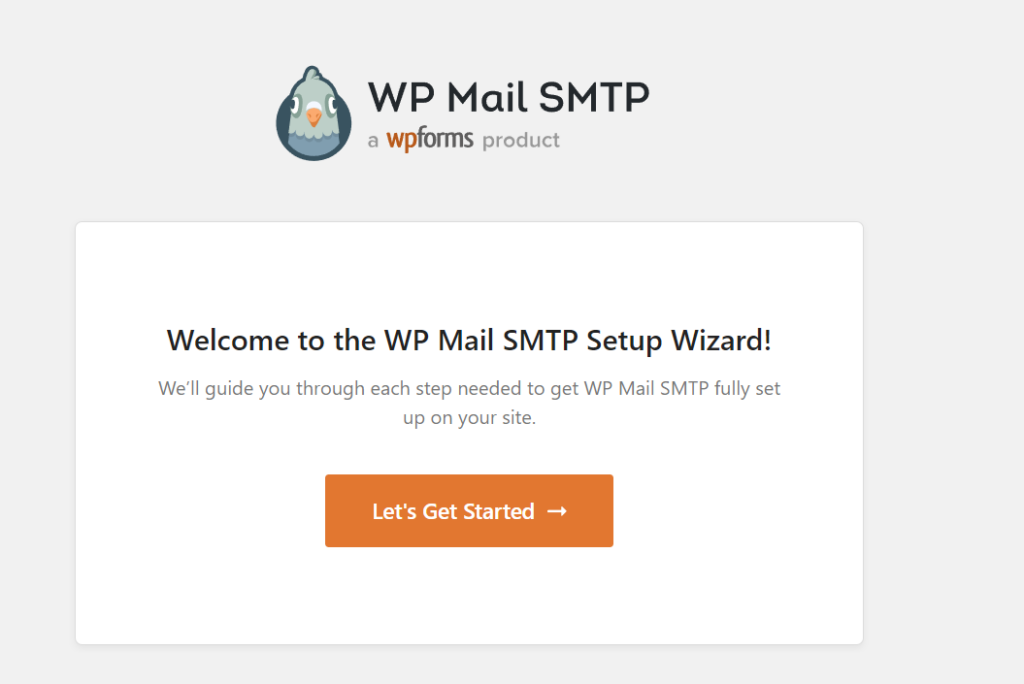 WP Mail SMTP
a wpforms product
Welcome to the WP Mail SMTP Setup Wizard!
We'll guide you through each step needed to get WP Mail SMTP fully set
up on your site.
Let's Get Started →